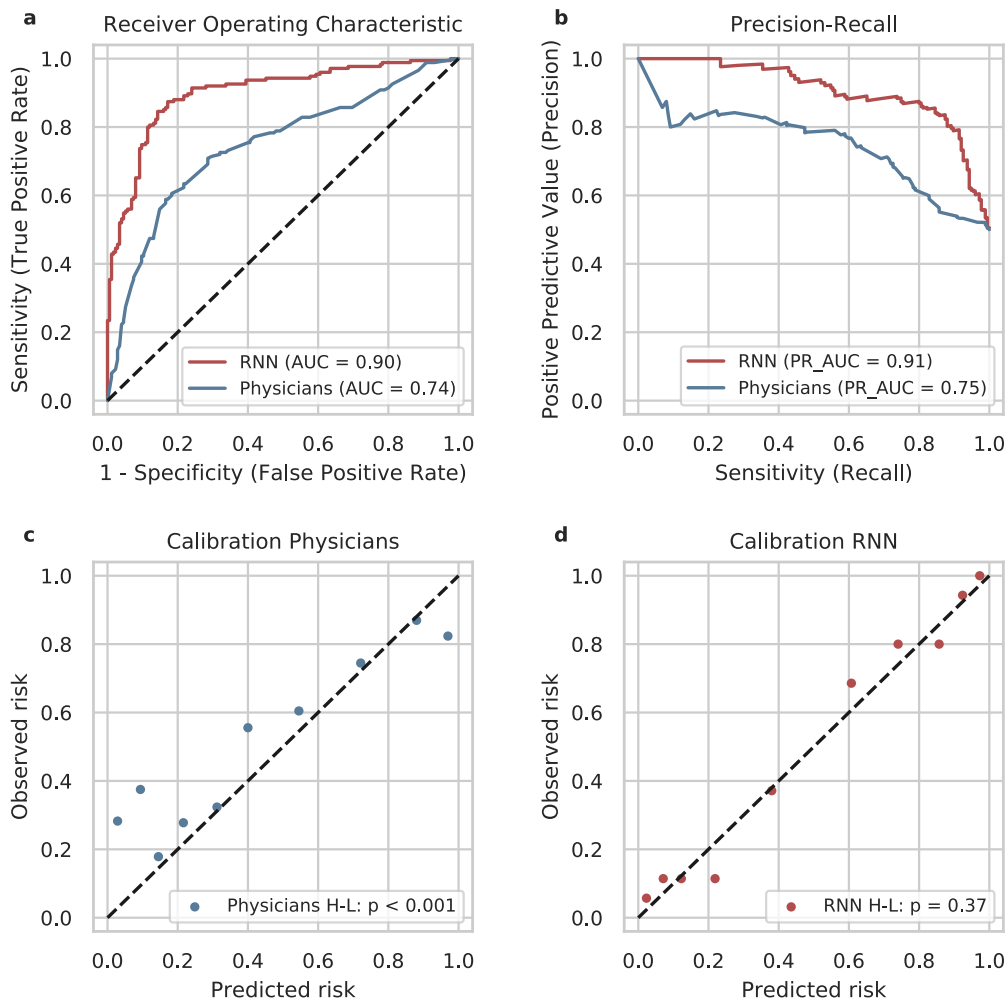 a
Receiver Operating Characteristic
Sensitivity (True Positive Rate)
1.0
0.8
0.6
0.4
0.2
0.0
RNN (AUC = 0.90)
Physicians (AUC = 0.74)
0.0 0.2 0.4 0.6 0.8 1.0
1 - Specificity (False Positive Rate)
b
Precision-Recall
Positive Predictive Value (Precision)
1.0
0.8
0.6
0.4
0.2
0.0
RNN (PR_AUC = 0.91)
Physicians (PR_AUC = 0.75)
0.0 0.2 0.4 0.6 0.8 1.0
Sensitivity (Recall)
c
Calibration Physicians
Observed risk
1.0
0.8
0.6
0.4
0.2
0.0
Physicians H-L: p < 0.001
0.0 0.2 0.4 0.6 0.8 1.0
Predicted risk
d
Calibration RNN
Observed risk
1.0
0.8
0.6
0.4
0.2
0.0
RNN H-L: p = 0.37
0.0 0.2 0.4 0.6 0.8 1.0
Predicted risk